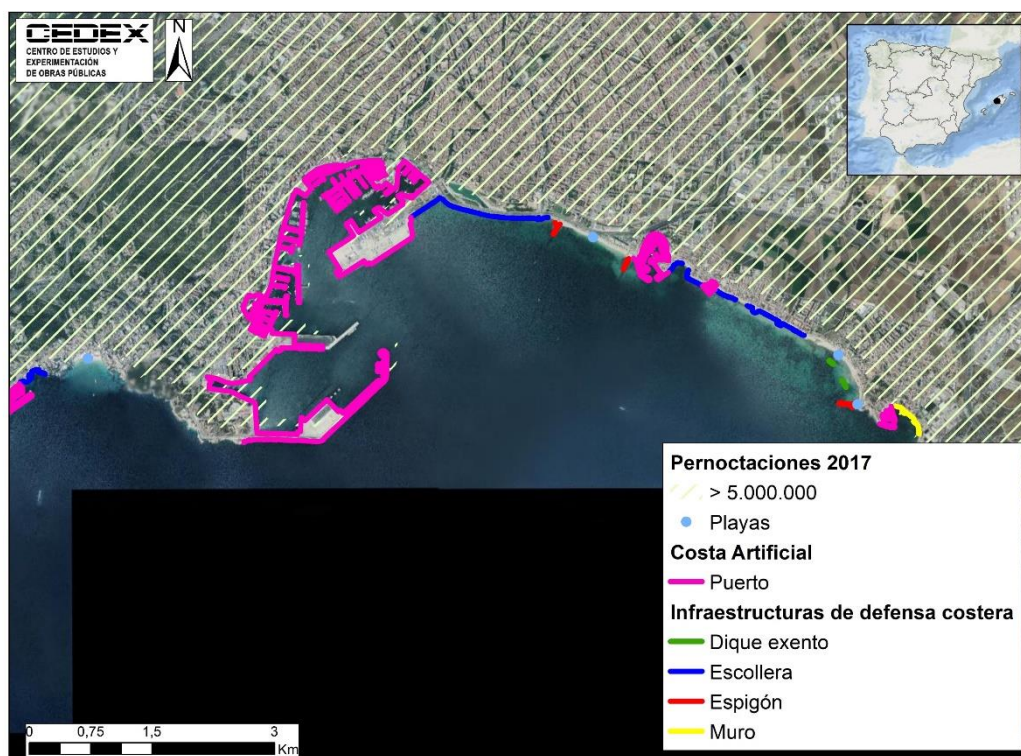 CEDEX
CENTRO DE ESTUDIOS Y
EXPERIMENTACIÓN
DE OBRAS PÚBLICAS
N
Pernoctaciones 2017
> 5.000.000
Playas
Costa Artificial
Puerto
Infraestructuras de defensa costera
Dique exento
Escollera
Espigón
Muro
0 0,75 1,5 3
Km